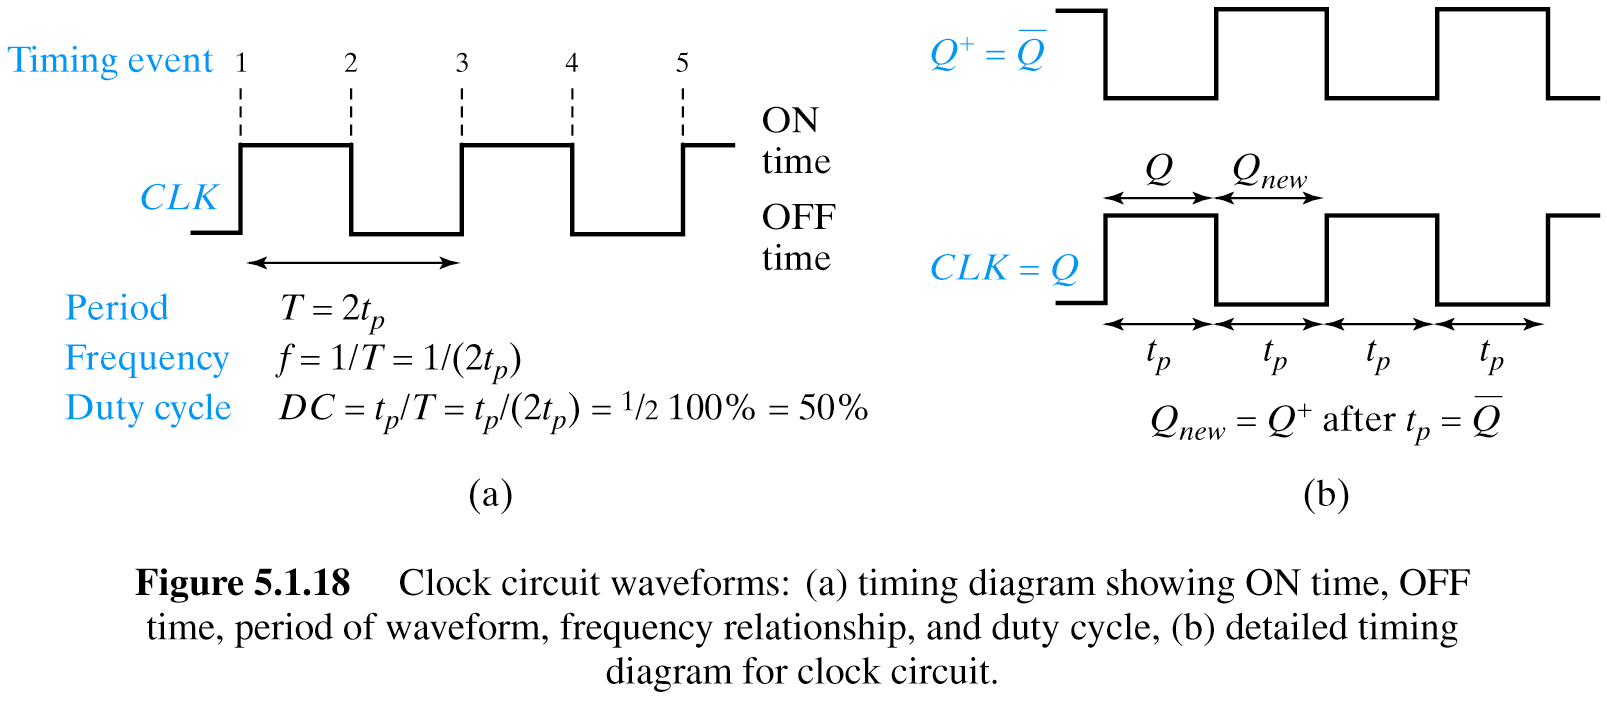 Timing event 1 2 3 4 5
ON
time
CLK
OFF
time
Period T = 2tₚ
Frequency f = 1/T = 1/(2tₚ)
Duty cycle DC = tₚ/T = tₚ/(2tₚ) = 1/2 100% = 50%
(a)
Q⁺ = Q̅
Q Qnew
CLK = Q
tₚ tₚ tₚ tₚ
Qnew = Q⁺ after tₚ = Q̅
(b)
Figure 5.1.18 Clock circuit waveforms: (a) timing diagram showing ON time, OFF
time, period of waveform, frequency relationship, and duty cycle, (b) detailed timing
diagram for clock circuit.